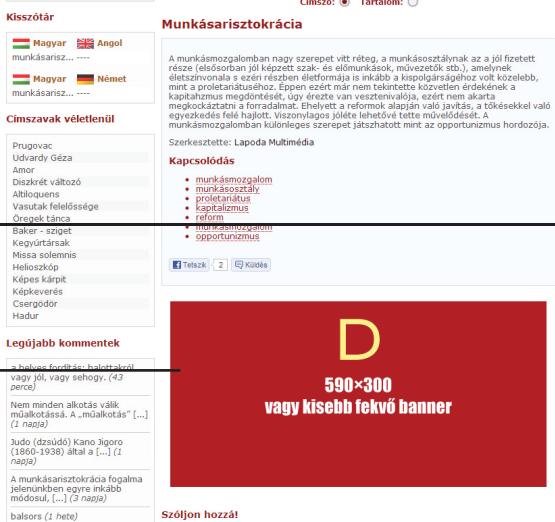 Címszó: Tartalom:
Kisszótár
Magyar Angol
munkásarisz... ----
Magyar Német
munkásarisz... ----
Címszavak véletlenül
Prugovac
Udvardy Géza
Amor
Diszkrét változó
Altiloquens
Vasutak felelőssége
Öregek tánca
Baker - sziget
Kegyúrtársak
Missa solemnis
Helioszkóp
Képes kárpit
Képkeverés
Csergödör
Hadur
Legújabb kommentek
a helyes fordítás: halottakról
vagy jól, vagy sehogy. (43
perce)
Nem minden alkotás válik
műalkotássá. A „műalkotás” [...]
(1 napja)
Judo (dzsúdó) Kano Jigoro
(1860-1938) által a [...] (1
napja)
A munkásarisztokrácia fogalma
jelenünkben egyre inkább
módosul, [...] (3 napja)
balsors (1 hete)
Munkásarisztokrácia
A munkásmozgalomban nagy szerepet vitt réteg, a munkásosztálynak az a jól fizetett
része (elsősorban jól képzett szak- és előmunkások, művezetők stb.), amelynek
életszínvonala s ezért részben életformája is inkább a kispolgárságéhoz volt közelebb,
mint a proletariátuséhoz. Éppen ezért már nem tekintette közvetlen érdekének a
kapitalizmus megdöntését, úgy érezte van vesztenivalója, ezért nem akarta
megkockáztatni a forradalmat. Ehelyett a reformok alapján való javítás, a tőkésekkel való
egyezkedés felé hajlott. Viszonylagos jóléte lehetővé tette művelődését. A
munkásmozgalomban különleges szerepet játszhatott mint az opportunizmus hordozója.
Szerkesztette: Lapoda Multimédia
Kapcsolódás
munkásmozgalom
munkásosztály
proletariátus
kapitalizmus
reform
munkásmozgalom
opportunizmus
Tetszik 2 Küldés
D
590×300
vagy kisebb fekvő banner
Szóljon hozzá!